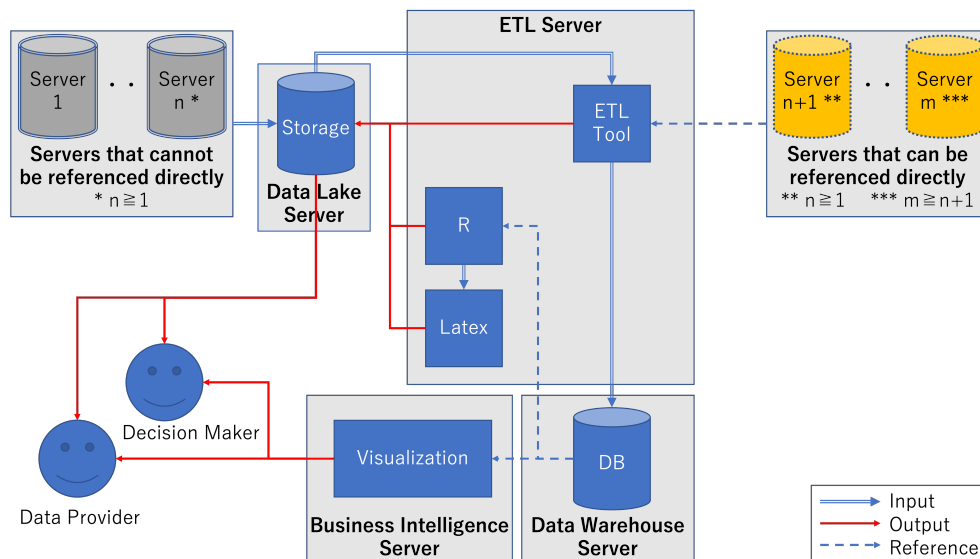 ETL Server
Server
1
. .
Server
n *
Servers that cannot
be referenced directly
* n≧1
Storage
Data Lake
Server
ETL
Tool
R
Latex
Server
n+1 **
. .
Server
m ***
Servers that can be
referenced directly
** n≧1 *** m≧n+1
Decision Maker
Data Provider
Visualization
Business Intelligence
Server
DB
Data Warehouse
Server
Input
Output
Reference